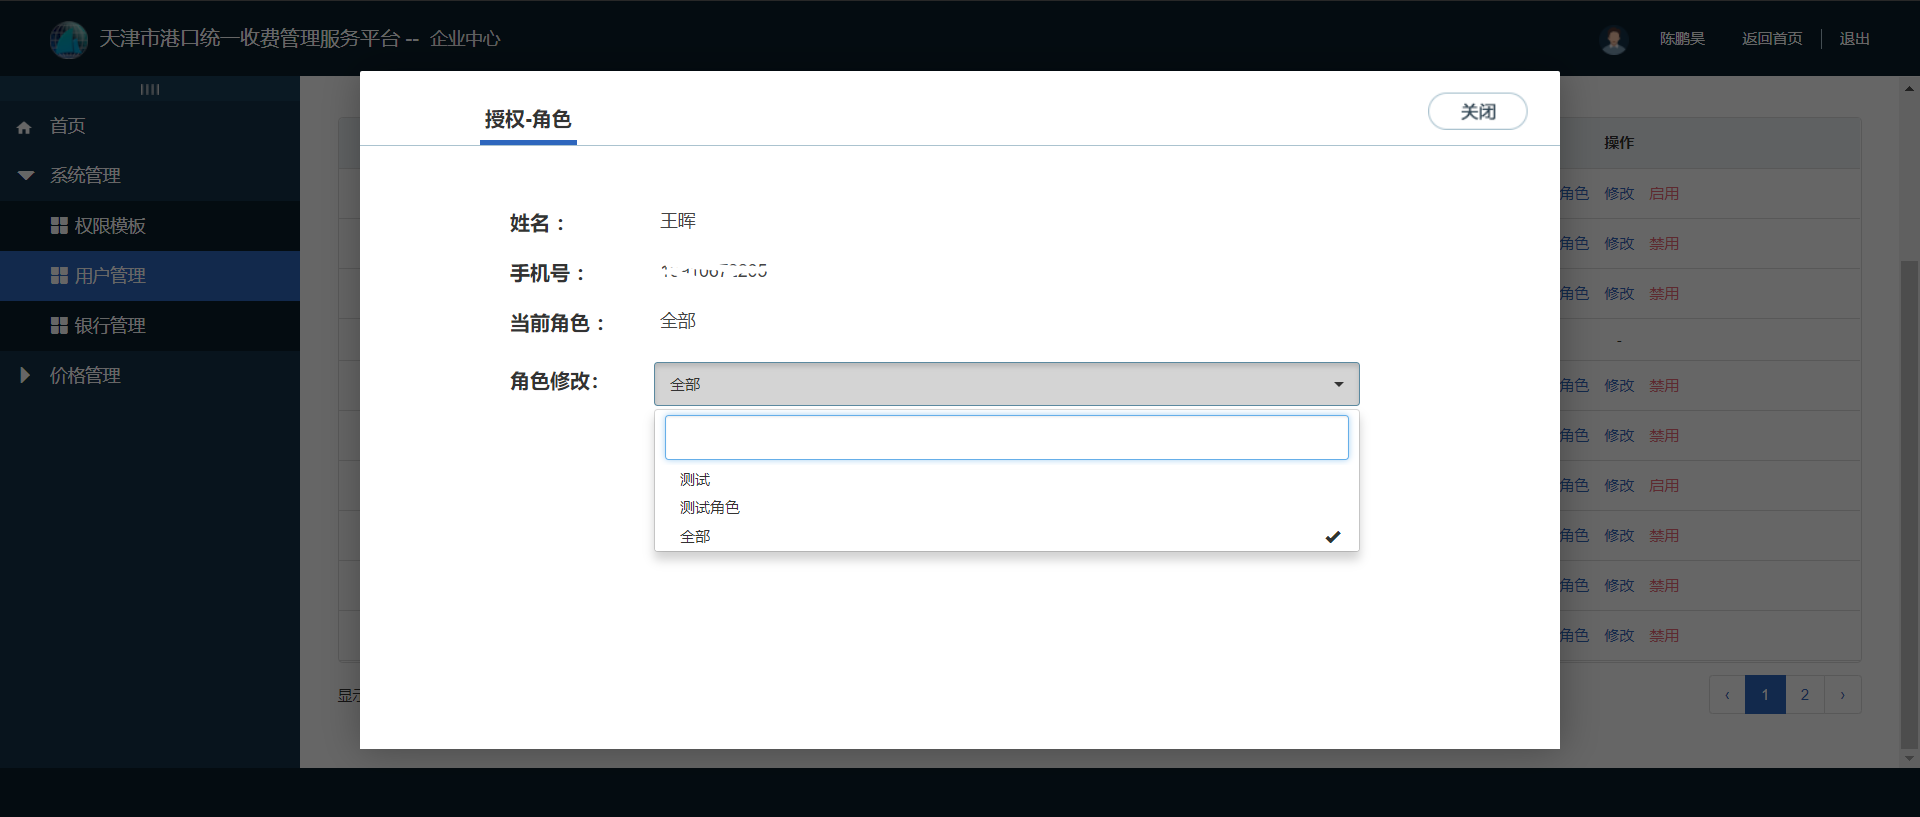 天津市港口统一收费管理服务平台 -- 企业中心
陈鹏昊 返回首页 退出
首页
系统管理
权限模板
用户管理
银行管理
价格管理
授权-角色
关闭
姓名：
王晖
手机号：
当前角色：
全部
角色修改：
全部
测试
测试角色
全部
操作
角色 修改 启用
角色 修改 禁用
角色 修改 禁用
-
角色 修改 禁用
角色 修改 禁用
角色 修改 启用
角色 修改 禁用
角色 修改 禁用
角色 修改 禁用
‹ 1 2 ›